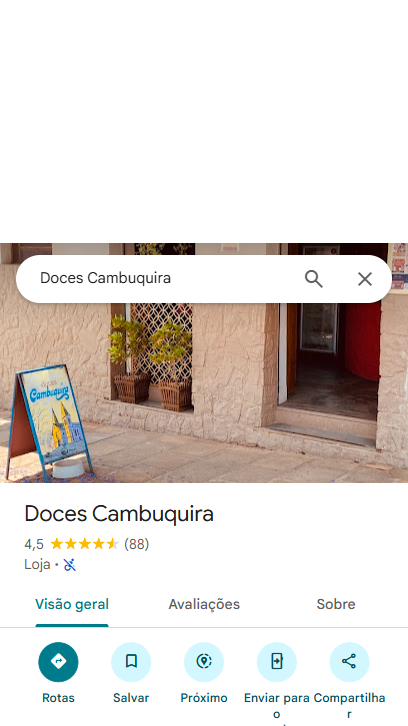 Doces Cambuquira
Cambuquira
Doces Cambuquira
4,5 (88)
Loja ·
Visão geral Avaliações Sobre
Rotas Salvar Próximo Enviar para o Compartilhar